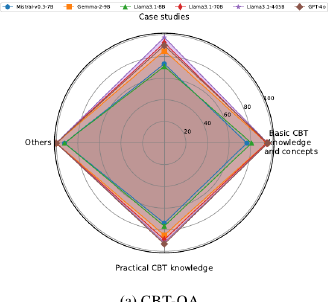 Mistral-v0.3-7B Gemma-2-9B Llama3.1-8B Llama3.1-70B Llama3.1-405B GPT-4o
Case studies
100
80
60
40
20
Others
Basic CBT
knowledge
and concepts
Practical CBT knowledge
(a) CBT-QA